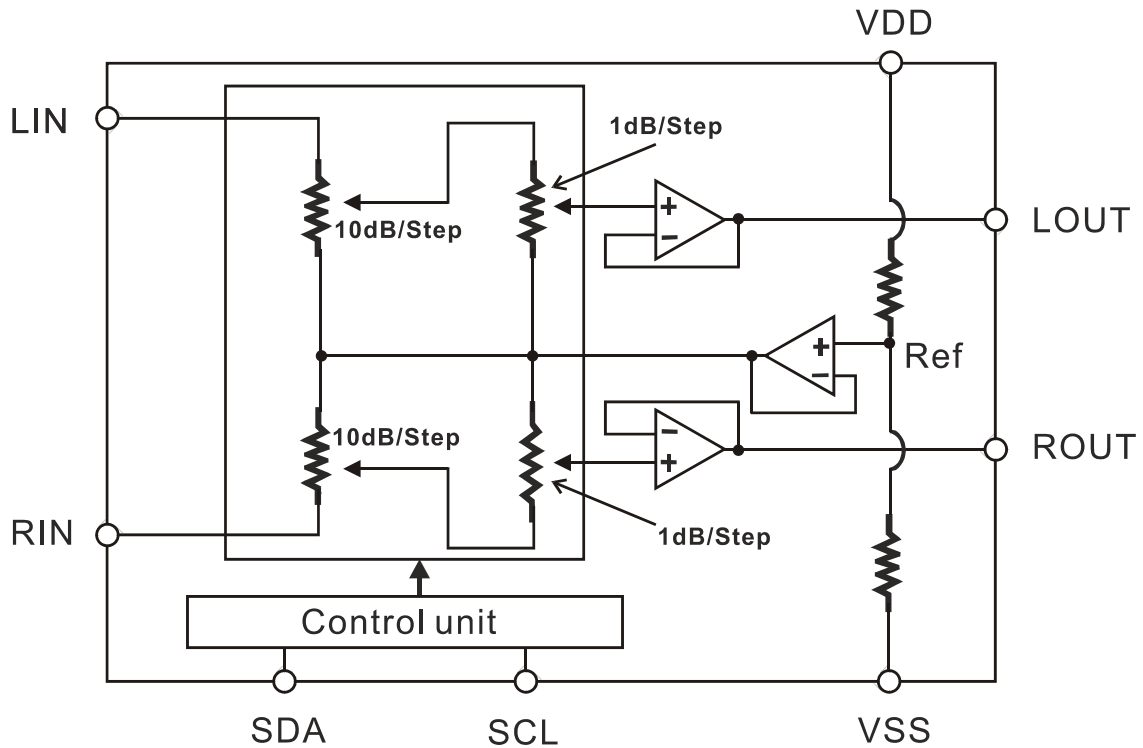 VDD
LIN
1dB/Step
10dB/Step
+
−
LOUT
+
−
Ref
10dB/Step
−
+
ROUT
RIN
1dB/Step
Control unit
SDA
SCL
VSS